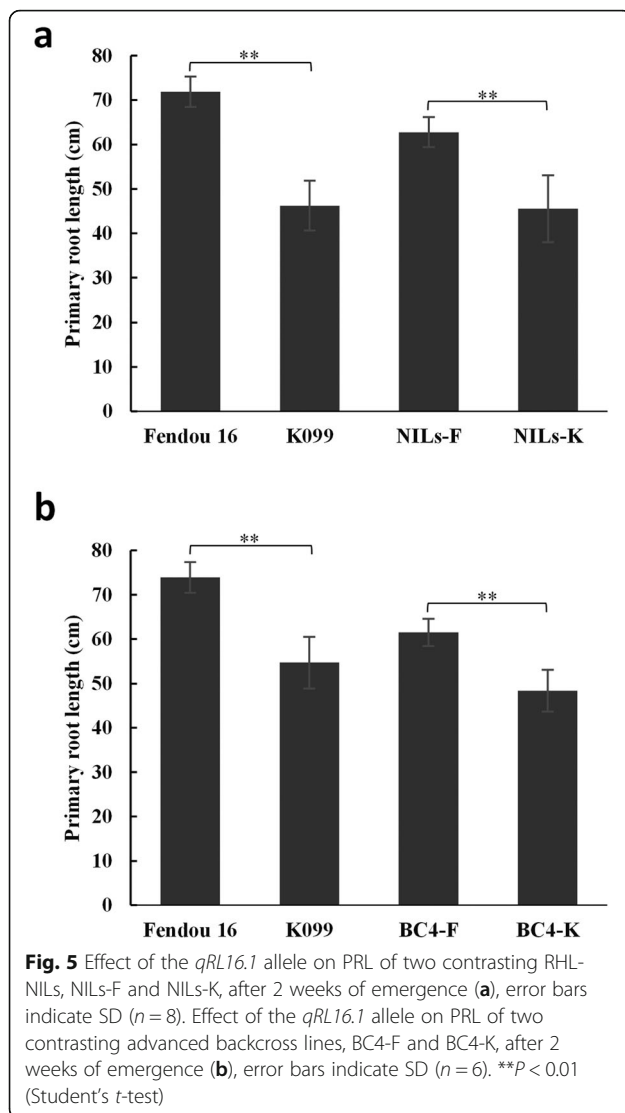 a
80
70
60
50
40
30
20
10
0
Primary root length (cm)
**
**
Fendou 16 K099 NILs-F NILs-K
b
80
70
60
50
40
30
20
10
0
Primary root length (cm)
**
**
Fendou 16 K099 BC4-F BC4-K
Fig. 5 Effect of the qRL16.1 allele on PRL of two contrasting RHL-
NILs, NILs-F and NILs-K, after 2 weeks of emergence (a), error bars
indicate SD (n = 8). Effect of the qRL16.1 allele on PRL of two
contrasting advanced backcross lines, BC4-F and BC4-K, after 2
weeks of emergence (b), error bars indicate SD (n = 6). **P < 0.01
(Student's t-test)